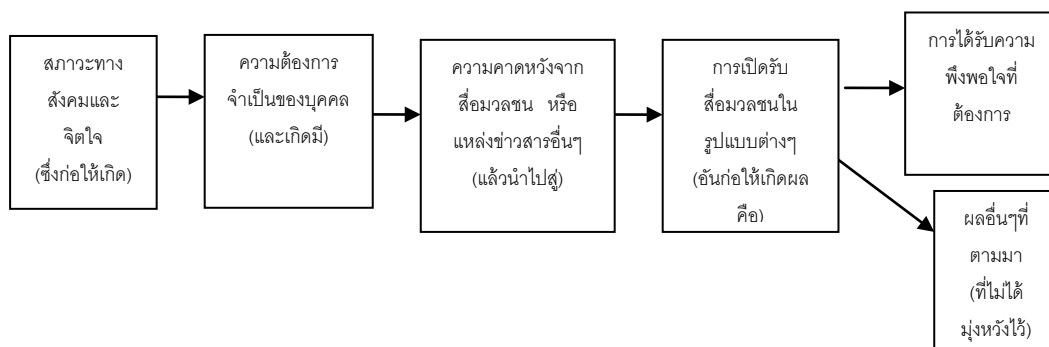 สภาวะทาง
สังคมและ
จิตใจ
(ซึ่งก่อให้เกิด)
ความต้องการ
จำเป็นของบุคคล
(และเกิดมี)
ความคาดหวังจาก
สื่อมวลชน หรือ
แหล่งข่าวสารอื่นๆ
(แล้วนำไปสู่)
การเปิดรับ
สื่อมวลชนใน
รูปแบบต่างๆ
(อันก่อให้เกิดผล
คือ)
การได้รับความ
พึงพอใจที่
ต้องการ
ผลอื่นๆที่
ตามมา
(ที่ไม่ได้
มุ่งหวังไว้)